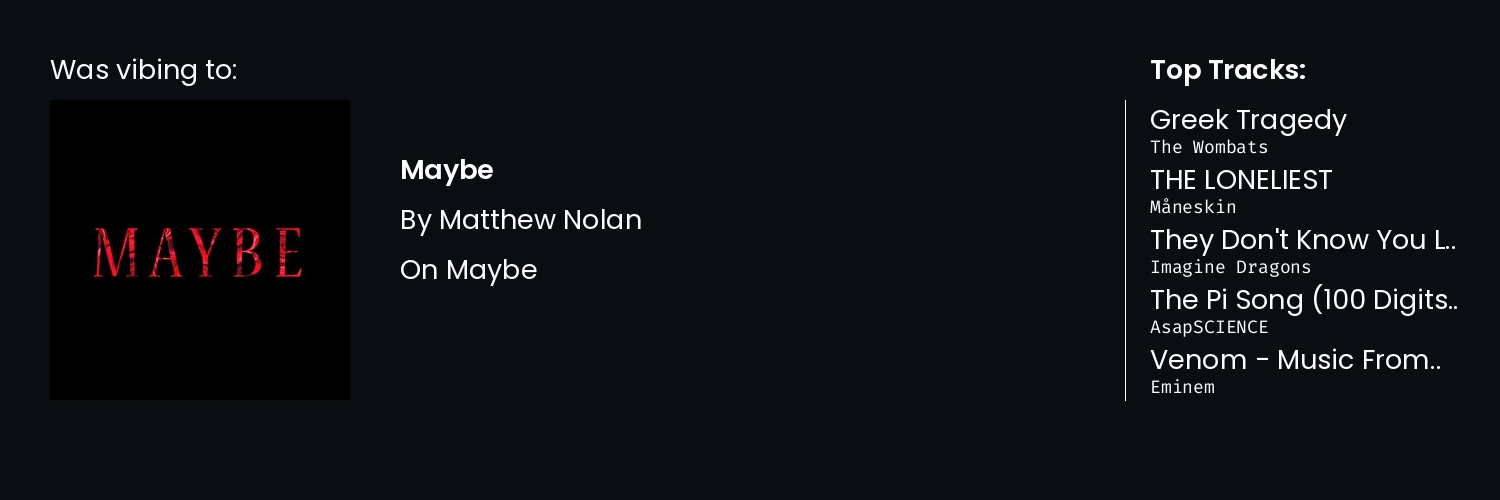 Was vibing to:
MAYBE
Maybe
By Matthew Nolan
On Maybe
Top Tracks:
Greek Tragedy
The Wombats
THE LONELIEST
Måneskin
They Don't Know You L..
Imagine Dragons
The Pi Song (100 Digits..
AsapSCIENCE
Venom - Music From..
Eminem